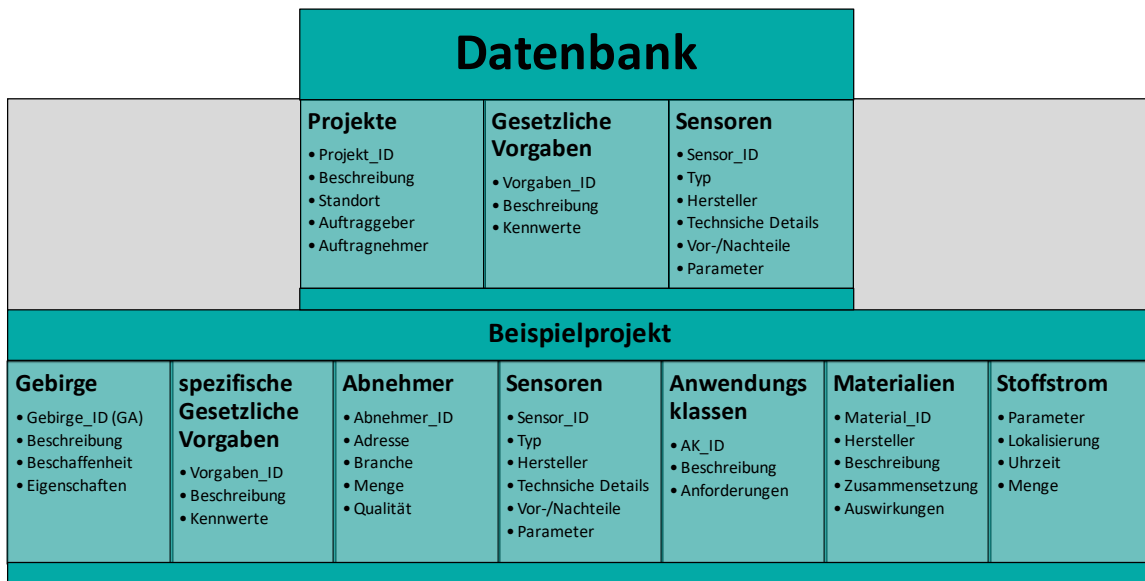 Datenbank
Projekte
• Projekt_ID
• Beschreibung
• Standort
• Auftraggeber
• Auftragnehmer
Gesetzliche
Vorgaben
• Vorgaben_ID
• Beschreibung
• Kennwerte
Sensoren
• Sensor_ID
• Typ
• Hersteller
• Technsiche Details
• Vor-/Nachteile
• Parameter
Beispielprojekt
Gebirge
• Gebirge_ID (GA)
• Beschreibung
• Beschaffenheit
• Eigenschaften
spezifische
Gesetzliche
Vorgaben
• Vorgaben_ID
• Beschreibung
• Kennwerte
Abnehmer
• Abnehmer_ID
• Adresse
• Branche
• Menge
• Qualität
Sensoren
• Sensor_ID
• Typ
• Hersteller
• Technsiche Details
• Vor-/Nachteile
• Parameter
Anwendungs
klassen
• AK_ID
• Beschreibung
• Anforderungen
Materialien
• Material_ID
• Hersteller
• Beschreibung
• Zusammensetzung
• Auswirkungen
Stoffstrom
• Parameter
• Lokalisierung
• Uhrzeit
• Menge